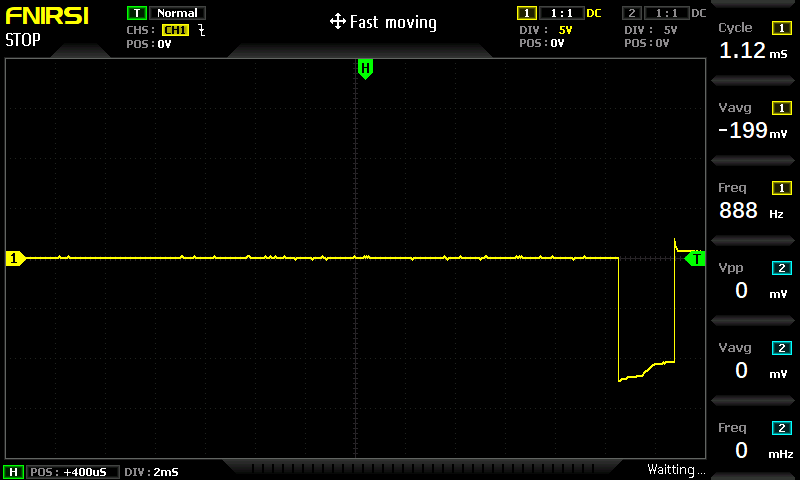 FNIRSI
STOP
T Normal
CHS: CH1
POS: 0V
Fast moving
1 1:1 DC
DIV: 5V
POS: 0V
2 1:1 DC
DIV: 5V
POS: 0V
H
1
T
Cycle 1
1.12 mS
Vavg 1
-199 mV
Freq 1
888 Hz
Vpp 2
0 mV
Vavg 2
0 mV
Freq 2
0 mHz
H POS: +400uS DIV: 2mS
Waitting...